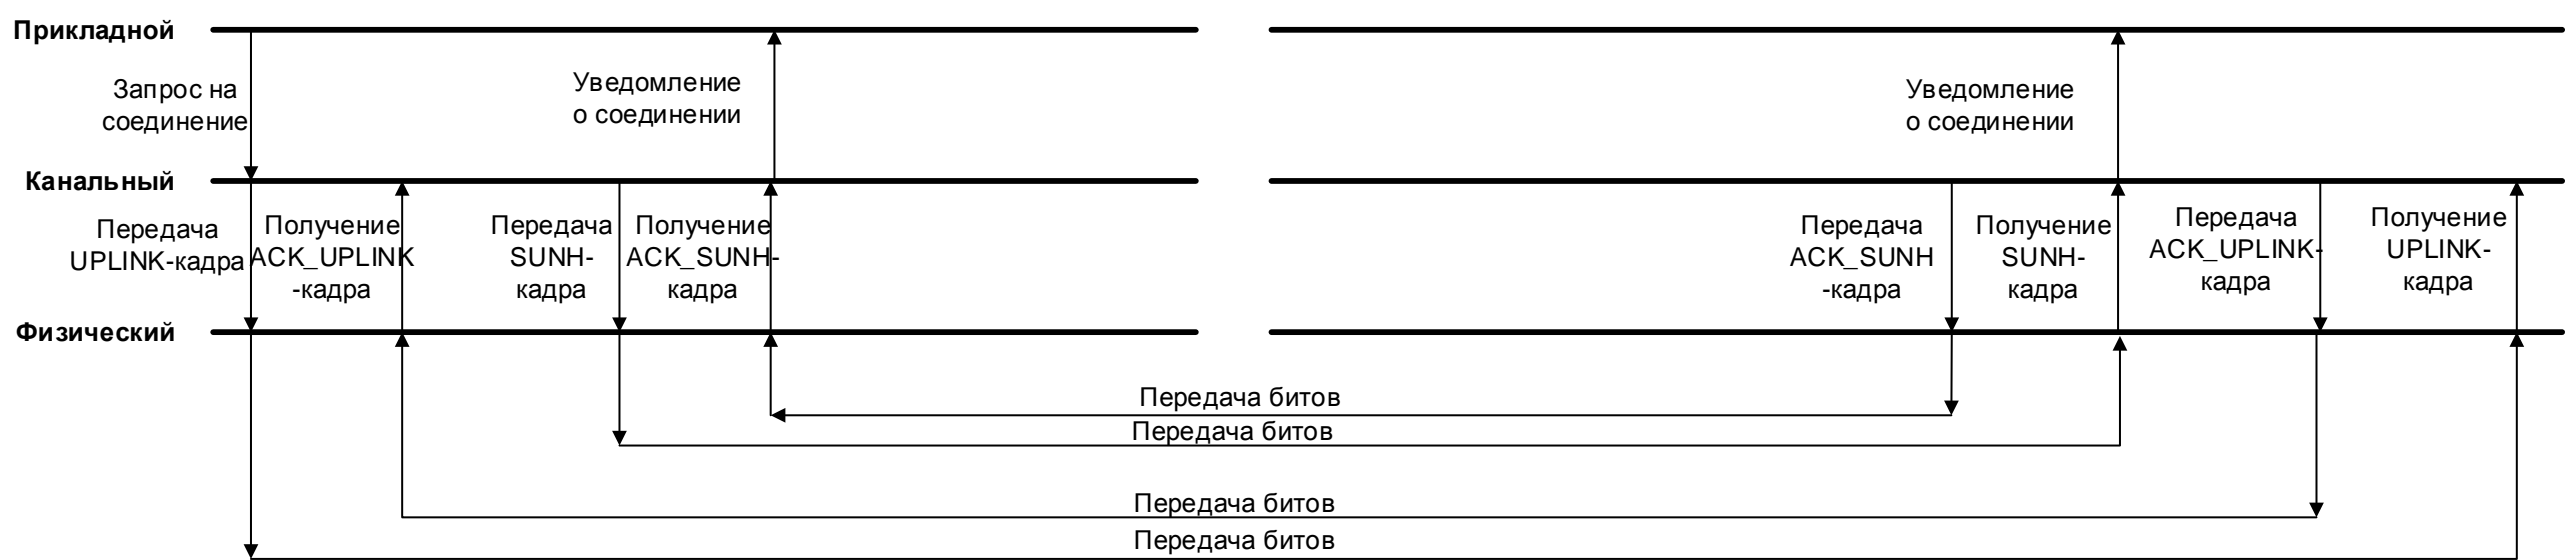 Прикладной
Запрос на
соединение
Уведомление
о соединении
Уведомление
о соединении
Канальный
Передача
UPLINK-кадра
Получение
ACK_UPLINK
-кадра
Передача
SUNH-
кадра
Получение
ACK_SUNH-
кадра
Передача
ACK_SUNH
-кадра
Получение
SUNH-
кадра
Передача
ACK_UPLINK-
кадра
Получение
UPLINK-
кадра
Физический
Передача битов
Передача битов
Передача битов
Передача битов